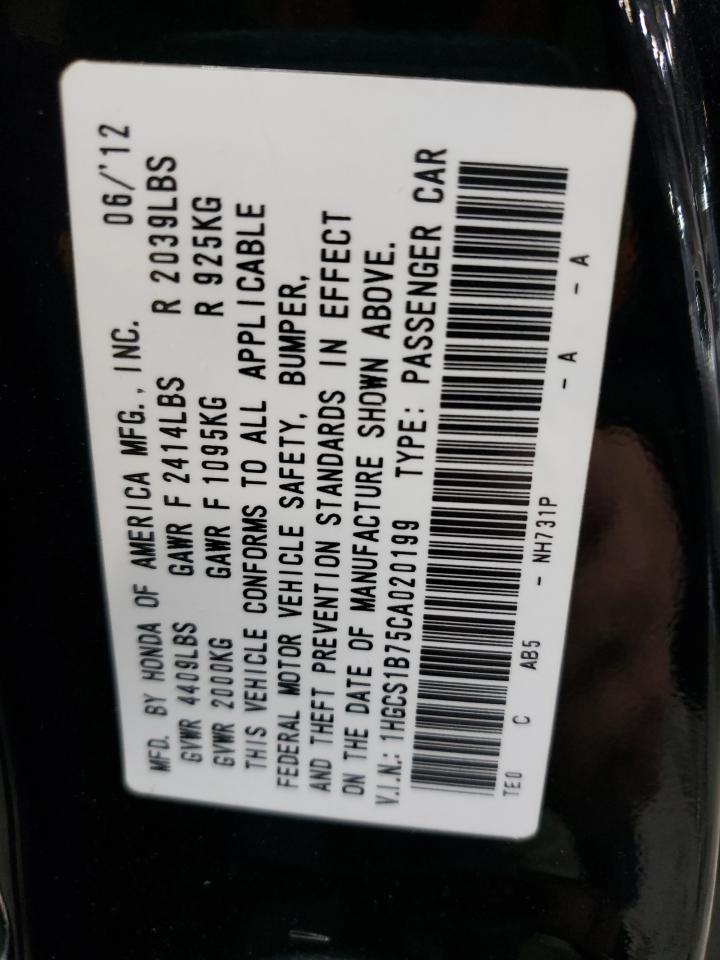 MFD. BY HONDA OF AMERICA MFG., INC. 06/'12
GVWR 4409LBS GAWR F 2414LBS R 2039LBS
GVWR 2000KG GAWR F 1095KG R 925KG
THIS VEHICLE CONFORMS TO ALL APPLICABLE
FEDERAL MOTOR VEHICLE SAFETY, BUMPER,
AND THEFT PREVENTION STANDARDS IN EFFECT
ON THE DATE OF MANUFACTURE SHOWN ABOVE.
V.I.N.: 1HGCS1B75CA020199 TYPE: PASSENGER CAR
TE0 C AB5 - NH731P - A - A